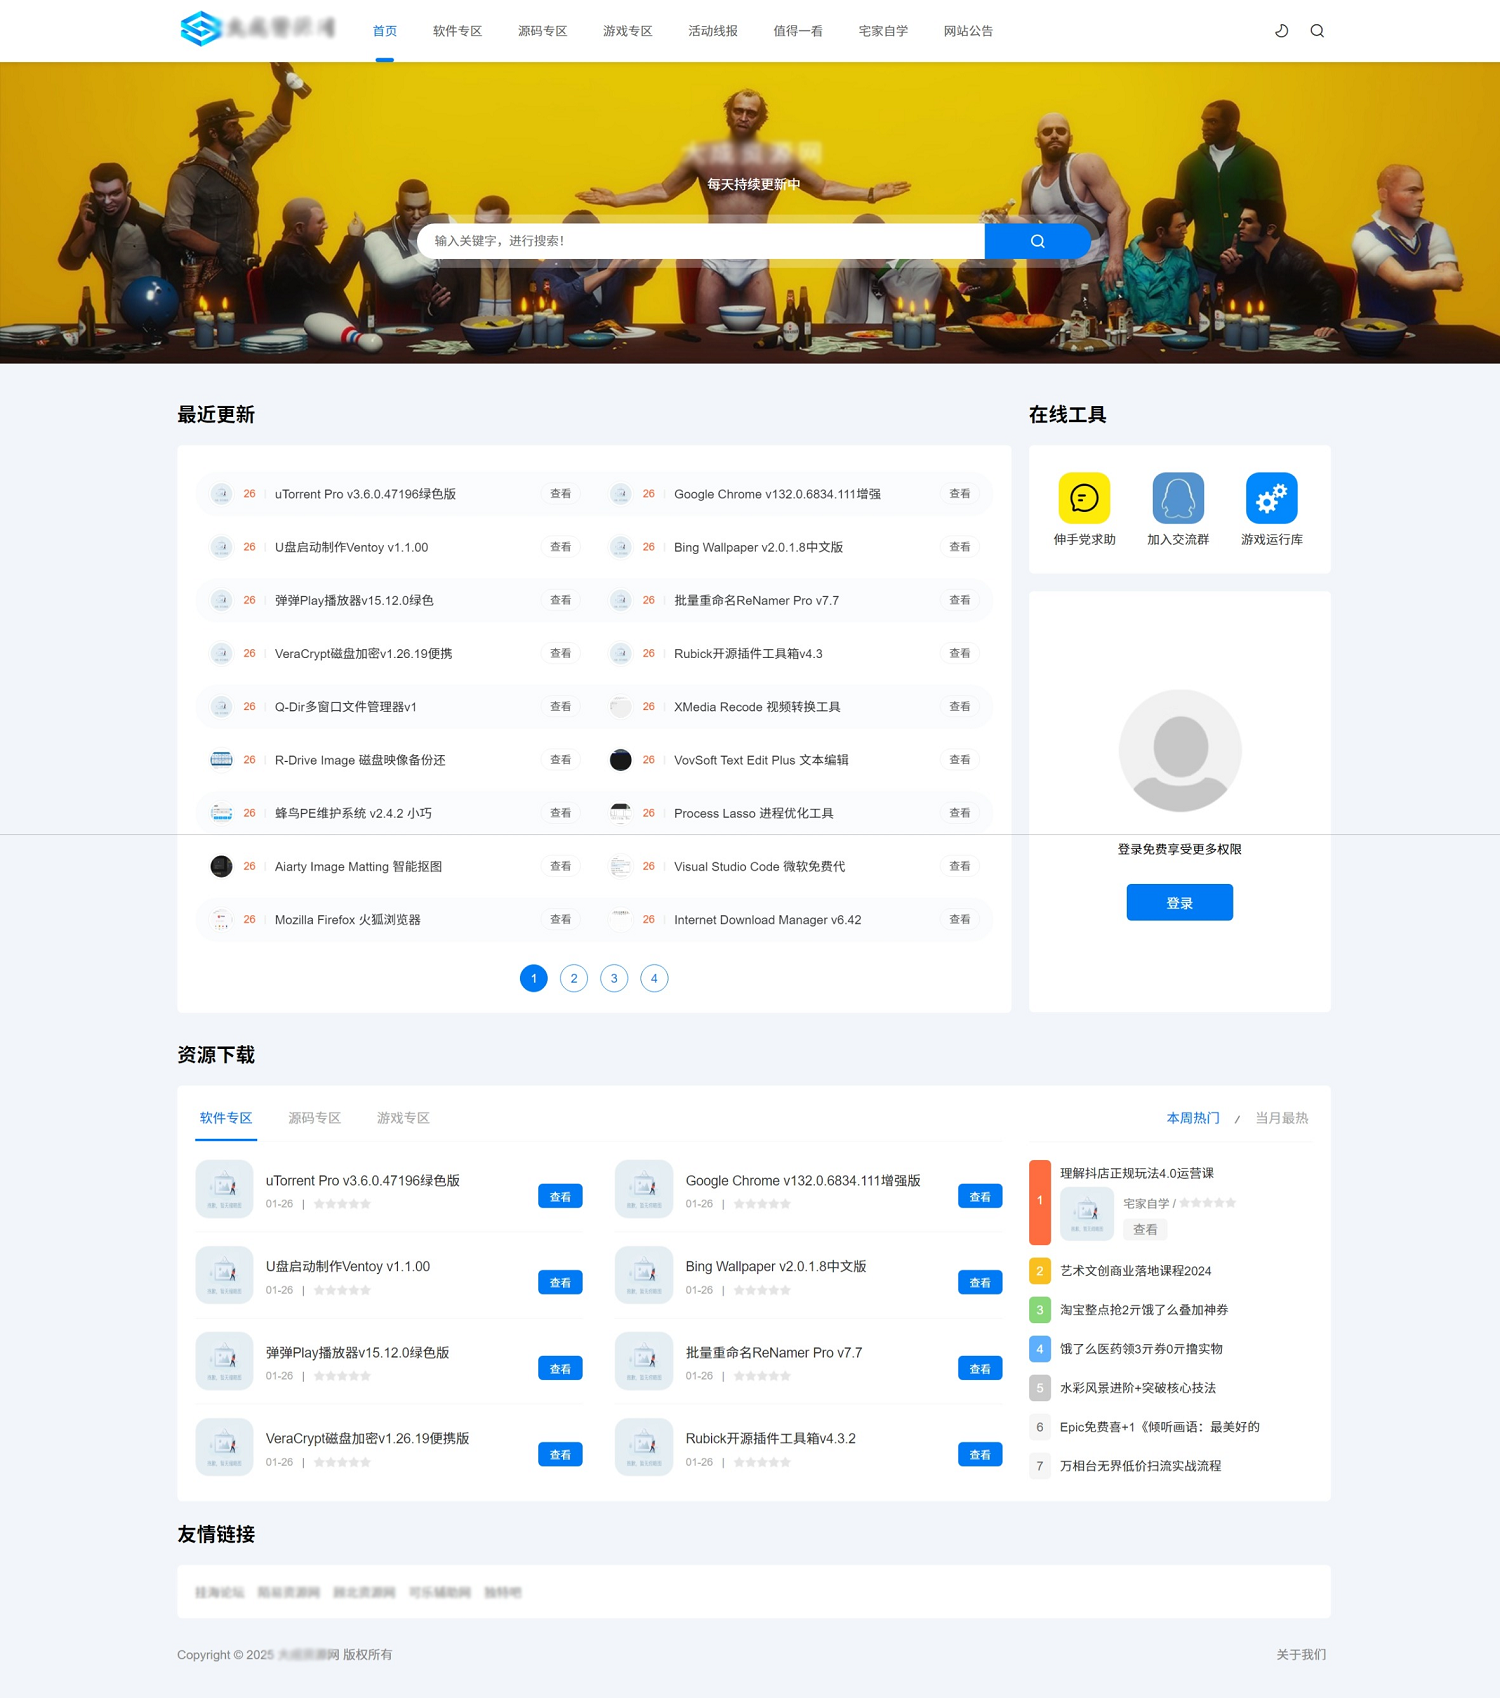 首页 软件专区 源码专区 游戏专区 活动线报 值得一看 宅家自学 网站公告
每天持续更新中
输入关键字，进行搜索！
最近更新
在线工具
26 uTorrent Pro v3.6.0.47196绿色版 查看
26 Google Chrome v132.0.6834.111增强 查看
26 U盘启动制作Ventoy v1.1.00 查看
26 Bing Wallpaper v2.0.1.8中文版 查看
26 弹弹Play播放器v15.12.0绿色 查看
26 批量重命名ReNamer Pro v7.7 查看
26 VeraCrypt磁盘加密v1.26.19便携 查看
26 Rubick开源插件工具箱v4.3 查看
26 Q-Dir多窗口文件管理器v1 查看
26 XMedia Recode 视频转换工具 查看
26 R-Drive Image 磁盘映像备份还 查看
26 VovSoft Text Edit Plus 文本编辑 查看
26 蜂鸟PE维护系统 v2.4.2 小巧 查看
26 Process Lasso 进程优化工具 查看
26 Aiarty Image Matting 智能抠图 查看
26 Visual Studio Code 微软免费代 查看
26 Mozilla Firefox 火狐浏览器 查看
26 Internet Download Manager v6.42 查看
1 2 3 4
伸手党求助 加入交流群 游戏运行库
登录免费享受更多权限
登录
资源下载
软件专区 源码专区 游戏专区
uTorrent Pro v3.6.0.47196绿色版
01-26 | 查看
Google Chrome v132.0.6834.111增强版
01-26 | 查看
U盘启动制作Ventoy v1.1.00
01-26 | 查看
Bing Wallpaper v2.0.1.8中文版
01-26 | 查看
弹弹Play播放器v15.12.0绿色版
01-26 | 查看
批量重命名ReNamer Pro v7.7
01-26 | 查看
VeraCrypt磁盘加密v1.26.19便携版
01-26 | 查看
Rubick开源插件工具箱v4.3.2
01-26 | 查看
本周热门 / 当月最热
1 理解抖店正规玩法4.0运营课
宅家自学 /
查看
2 艺术文创商业落地课程2024
3 淘宝整点抢2亓饿了么叠加神券
4 饿了么医药领3亓券0亓撸实物
5 水彩风景进阶+突破核心技法
6 Epic免费喜+1《倾听画语：最美好的
7 万相台无界低价扫流实战流程
友情链接
Copyright © 2025 网 版权所有
关于我们